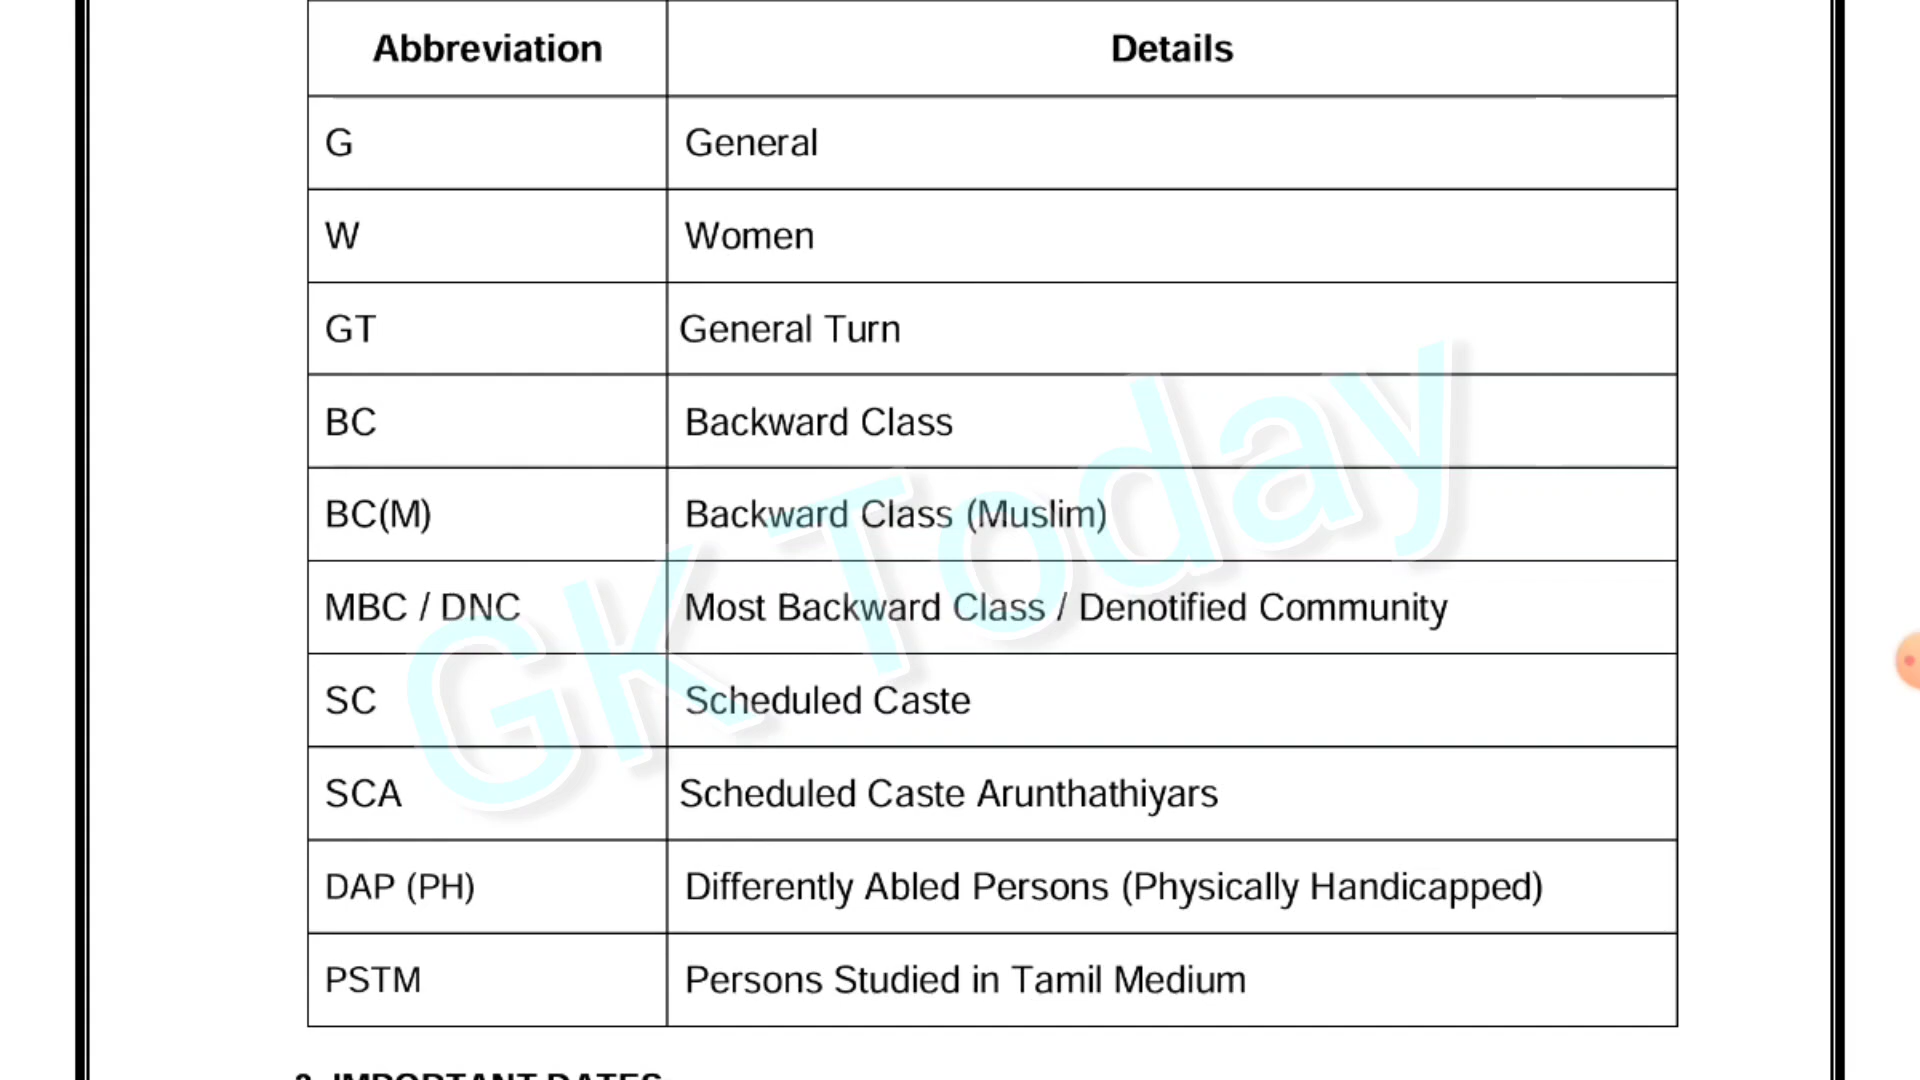 Abbreviation Details
G General
W Women
GT General Turn
BC Backward Class
BC(M) Backward Class (Muslim)
MBC / DNC Most Backward Class / Denotified Community
SC Scheduled Caste
SCA Scheduled Caste Arunthathiyars
DAP (PH) Differently Abled Persons (Physically Handicapped)
PSTM Persons Studied in Tamil Medium
GK Today
IMPORTANT DATES